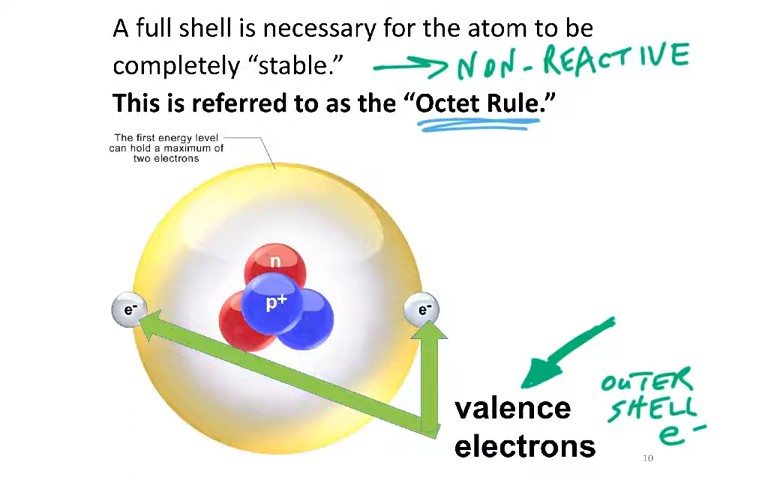 A full shell is necessary for the atom to be
completely “stable.” → NON-REACTIVE
This is referred to as the “Octet Rule.”
The first energy level
can hold a maximum of
two electrons
n
p+
e-
e-
valence
electrons
OUTER
SHELL
e-
10